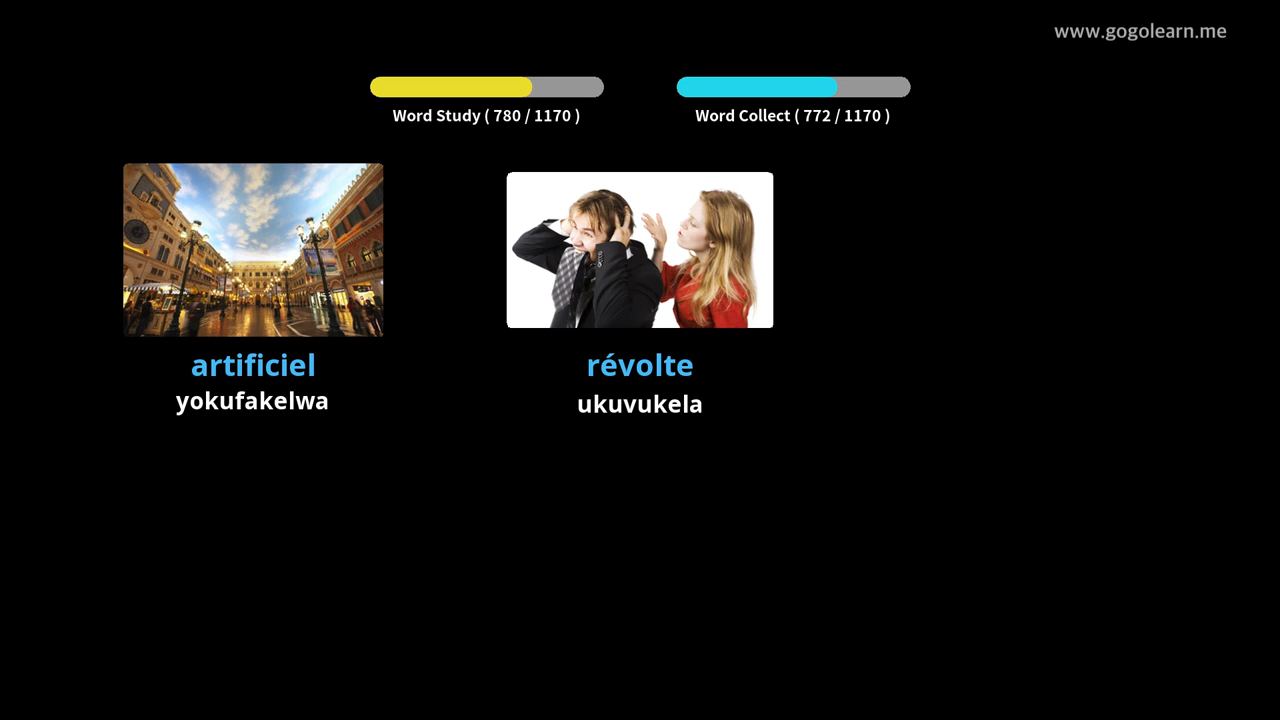 www.gogolearn.me
Word Study ( 780 / 1170 )
Word Collect ( 772 / 1170 )
artificiel
yokufakelwa
révolte
ukuvukela